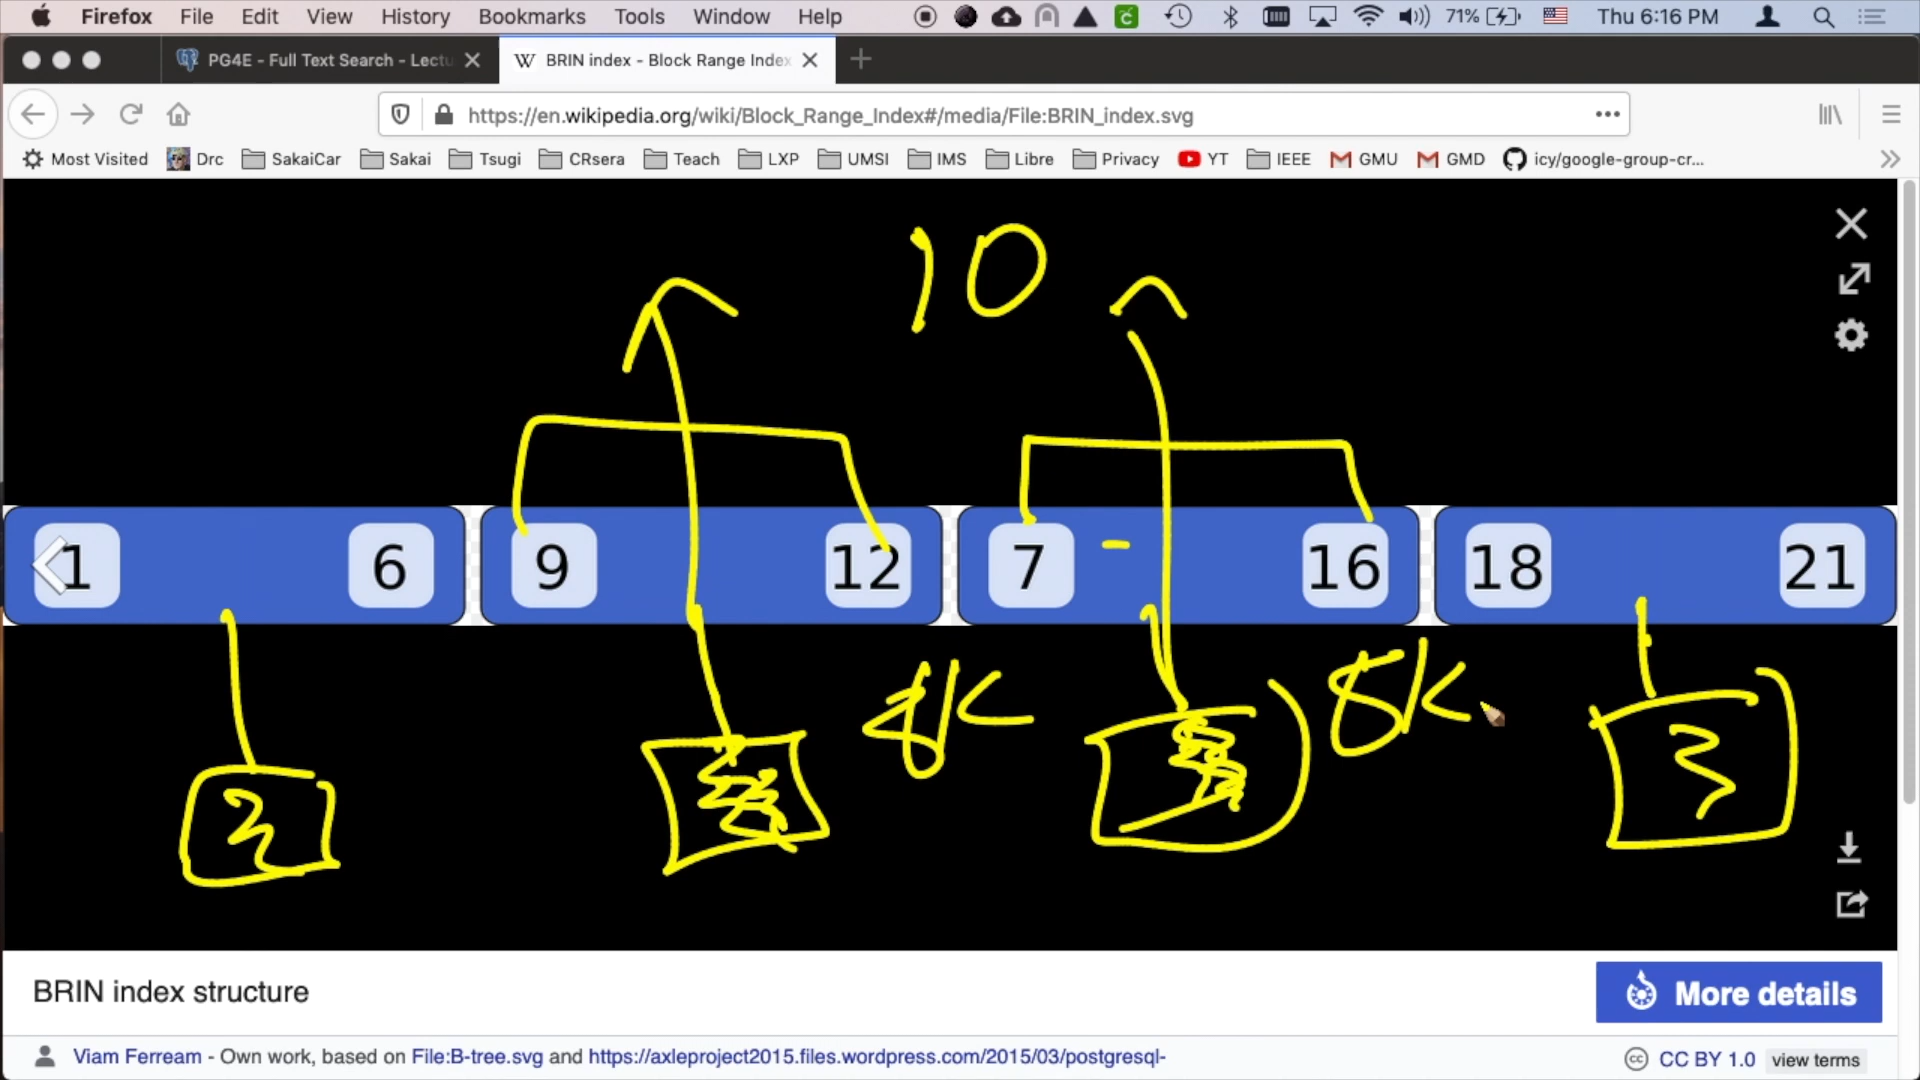 Firefox File Edit View History Bookmarks Tools Window Help 71% Thu 6:16 PM
PG4E - Full Text Search - Lectu
W BRIN index - Block Range Index
https://en.wikipedia.org/wiki/Block_Range_Index#/media/File:BRIN_index.svg
Most Visited Drc SakaiCar Sakai Tsugi CRsera Teach LXP UMSI IMS Libre Privacy YT IEEE GMU GMD icy/google-group-cr...
10
1 6 9 12 7 - 16 18 21
8K 8K
BRIN index structure
More details
Viam Ferream - Own work, based on File:B-tree.svg and https://axleproject2015.files.wordpress.com/2015/03/postgresql-
cc CC BY 1.0 view terms